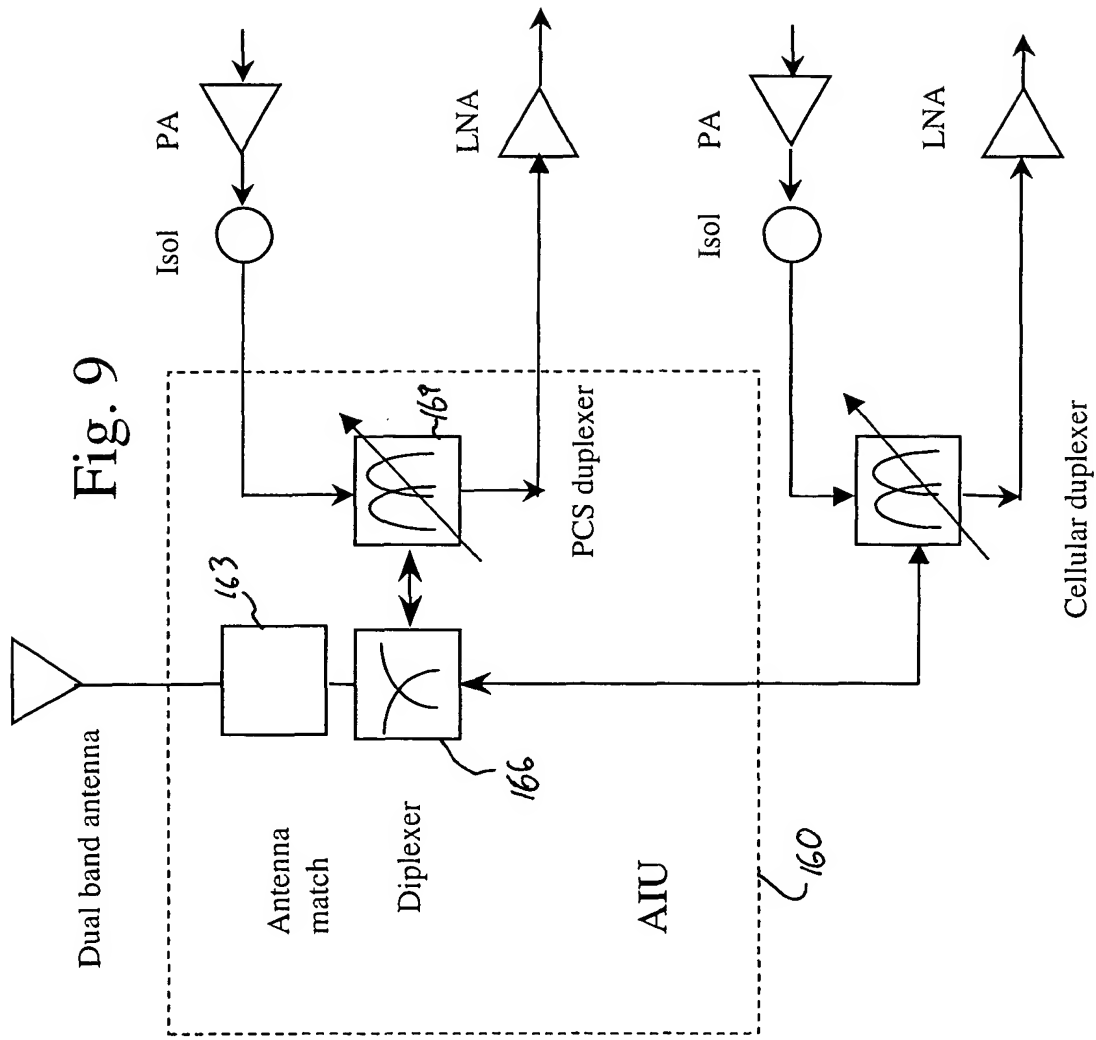 Fig. 9
Dual band antenna
Antenna
match
163
Diplexer
166
AIU
160
169
PCS duplexer
Isol
PA
LNA
Isol
PA
LNA
Cellular duplexer